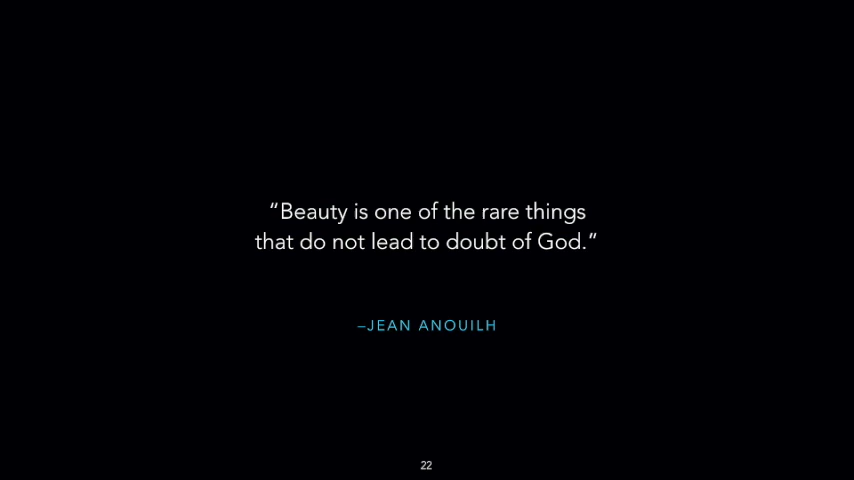 “Beauty is one of the rare things
that do not lead to doubt of God.”
–JEAN ANOUILH
22